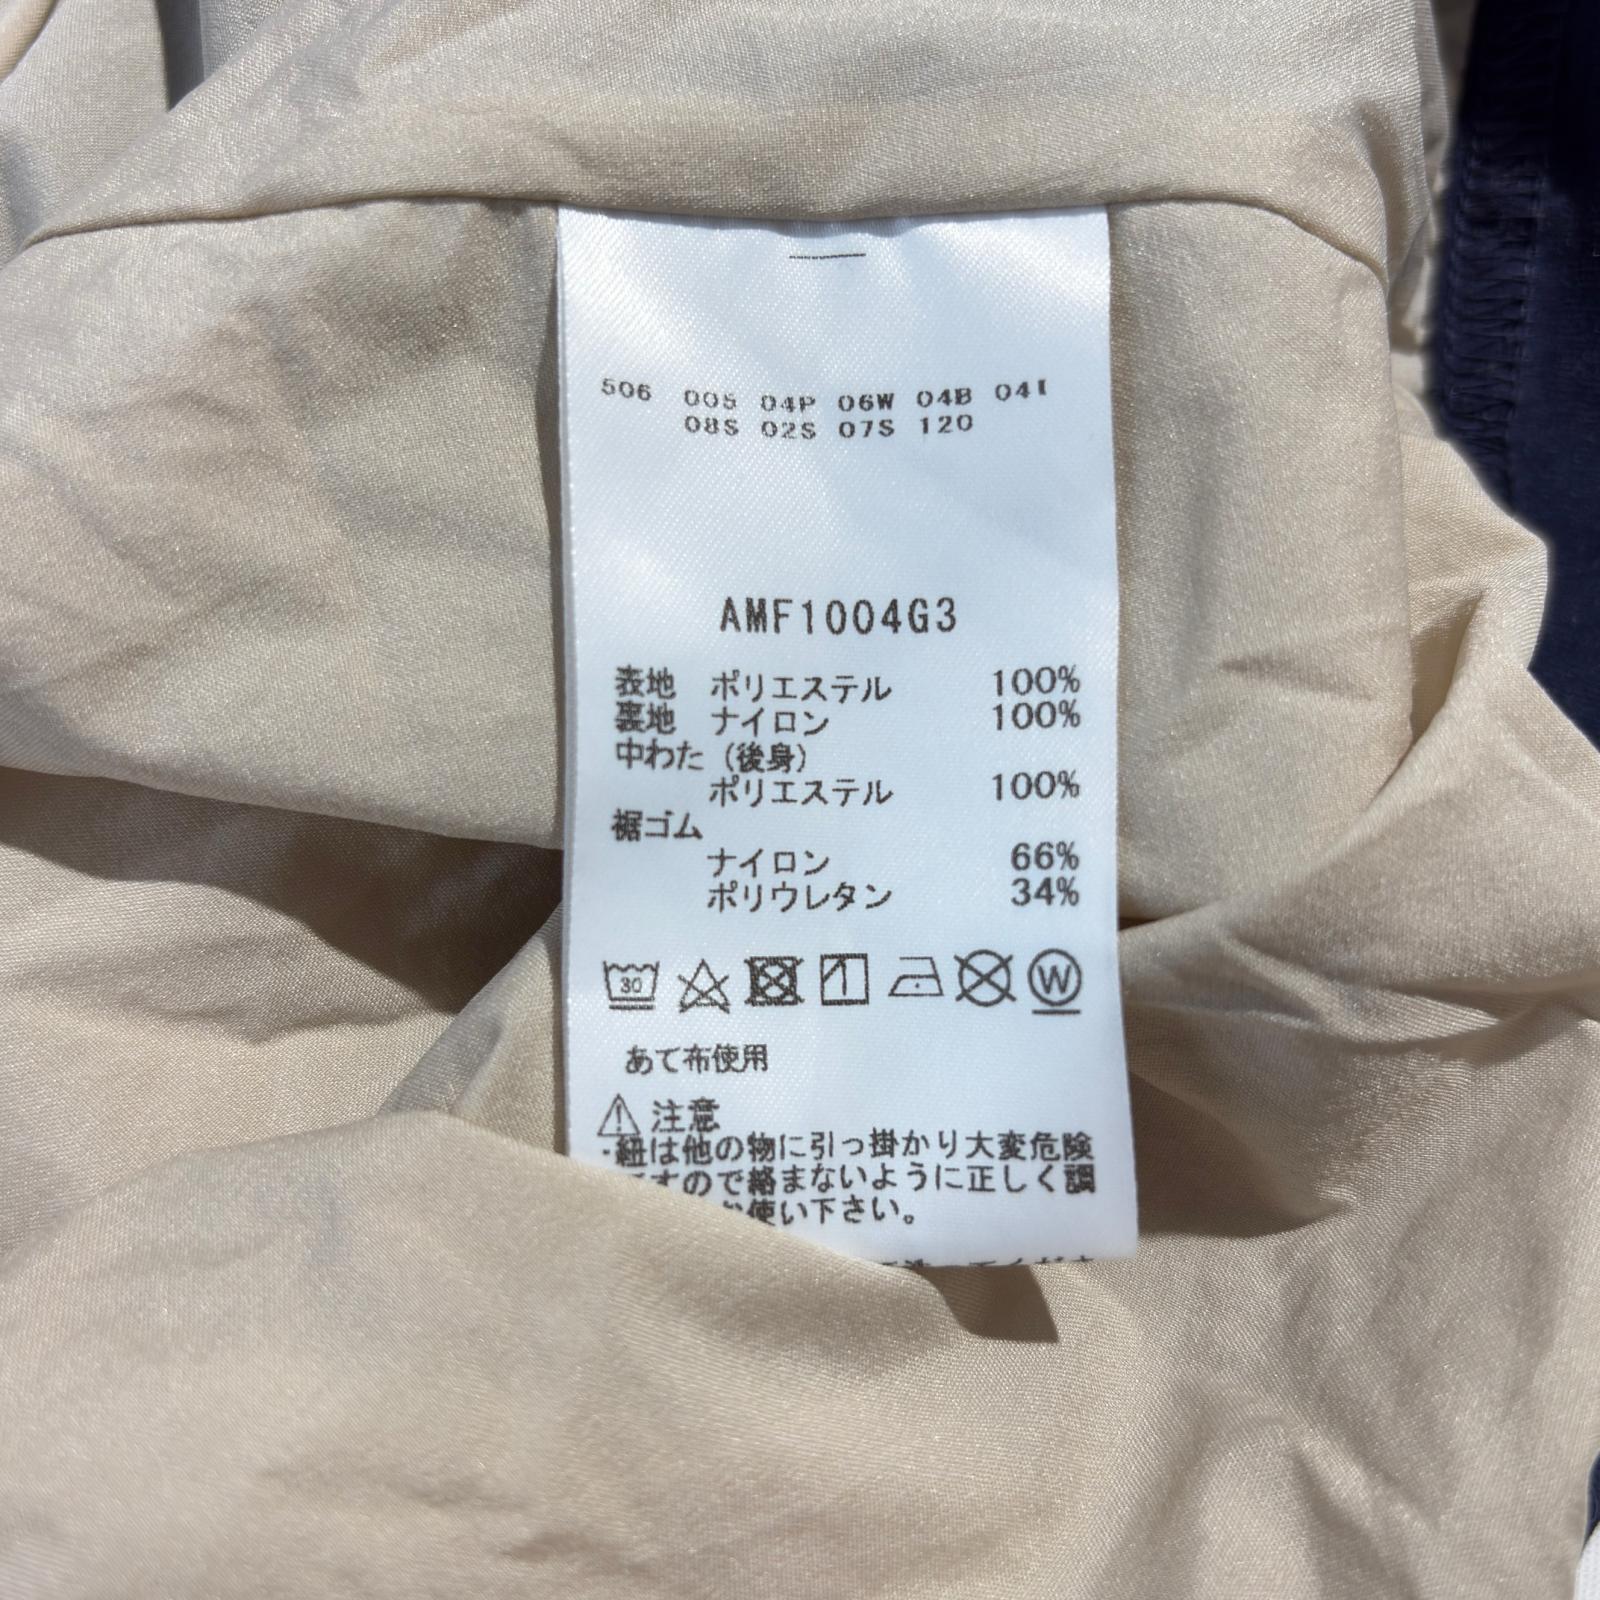 506 005 04P 06W 04B 04I
08S 02S 07S 120
AMF1004G3
表地 ポリエステル 100%
裏地 ナイロン 100%
中わた（後身）
ポリエステル 100%
裾ゴム
ナイロン 66%
ポリウレタン 34%
30
W
あて布使用
注意
・紐は他の物に引っ掛かり大変危険
ですので絡まないように正しく調
使い下さい。